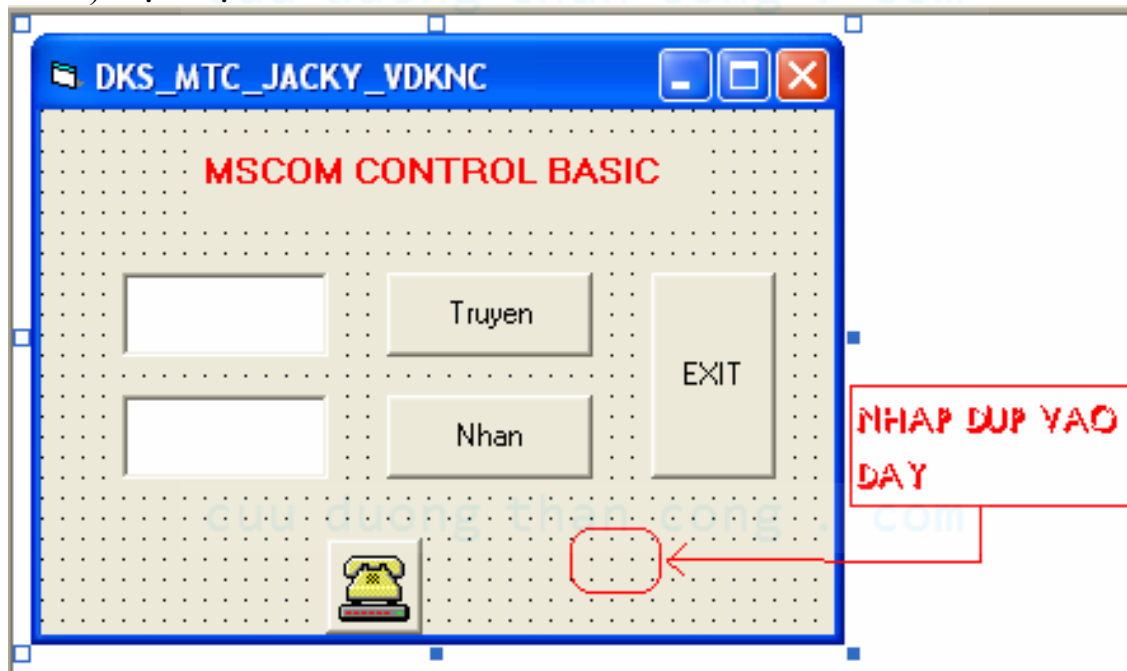 DKS_MTC_JACKY_VDKNC
MSCOM CONTROL BASIC
Truyen
EXIT
Nhan
NHAP DUP VAO
DAY
cuu duong than cong . com